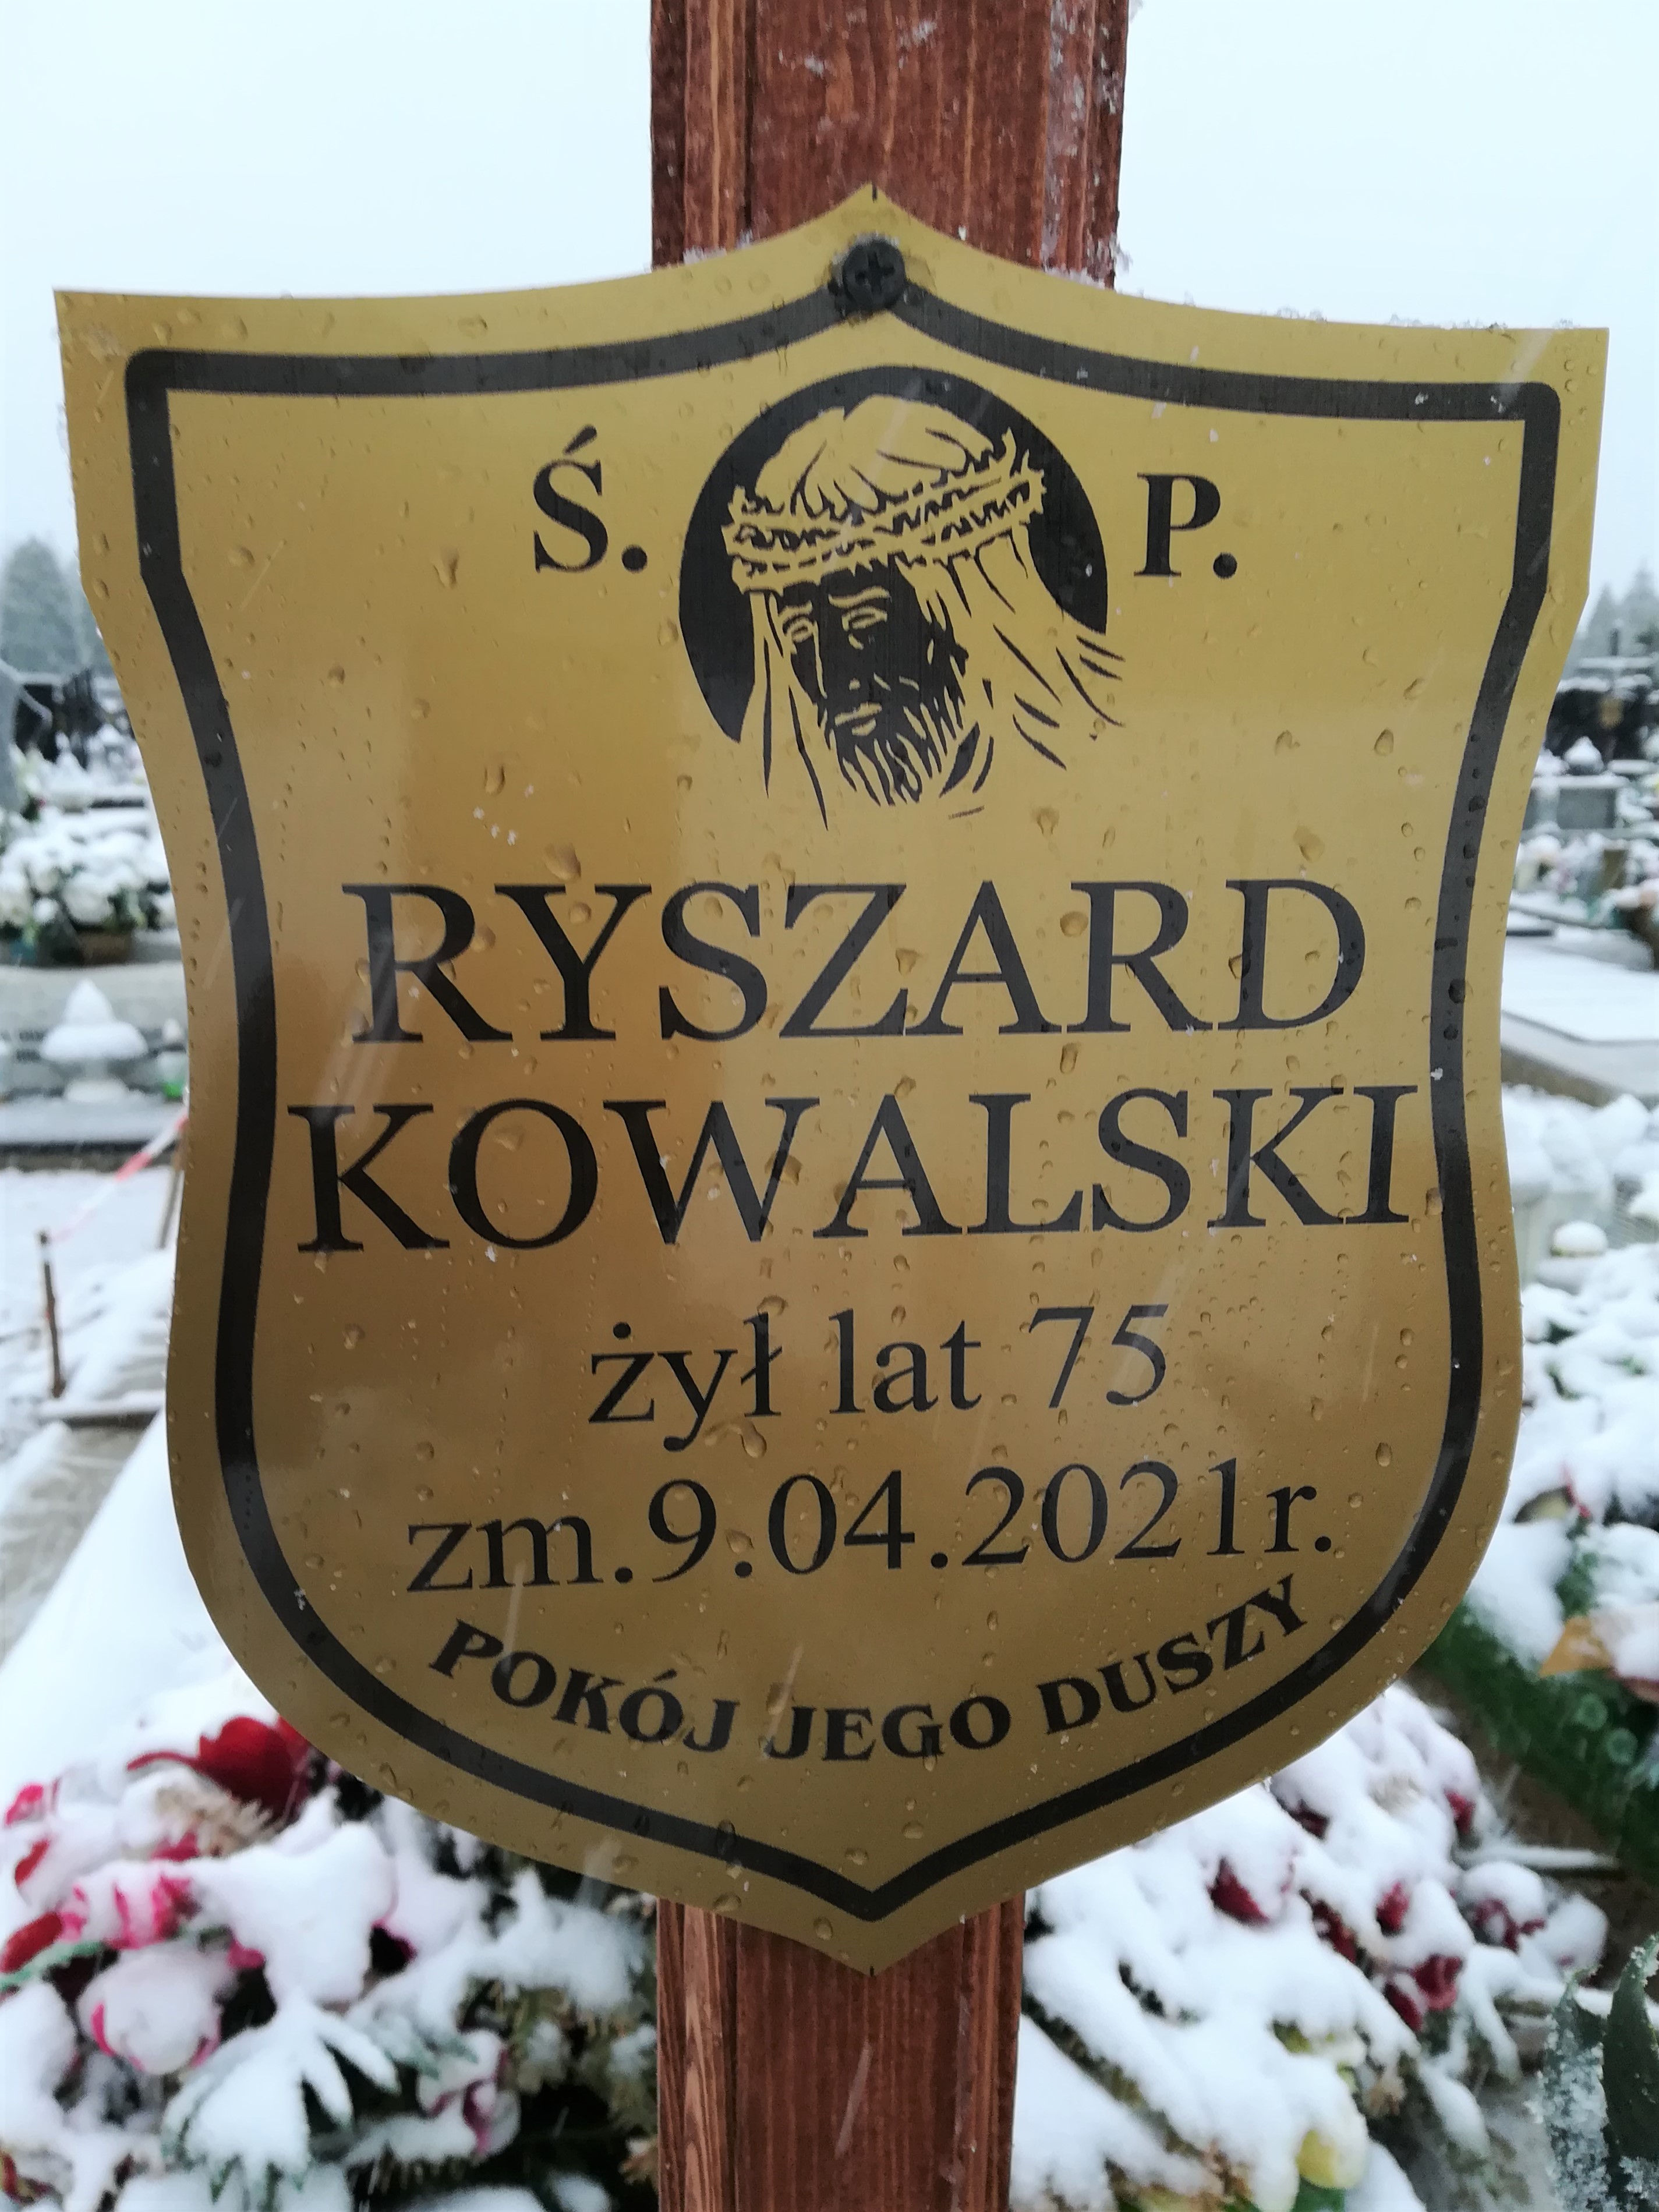 Ś. P.
RYSZARD
KOWALSKI
żył lat 75
zm.9.04.2021r.
POKÓJ JEGO DUSZY